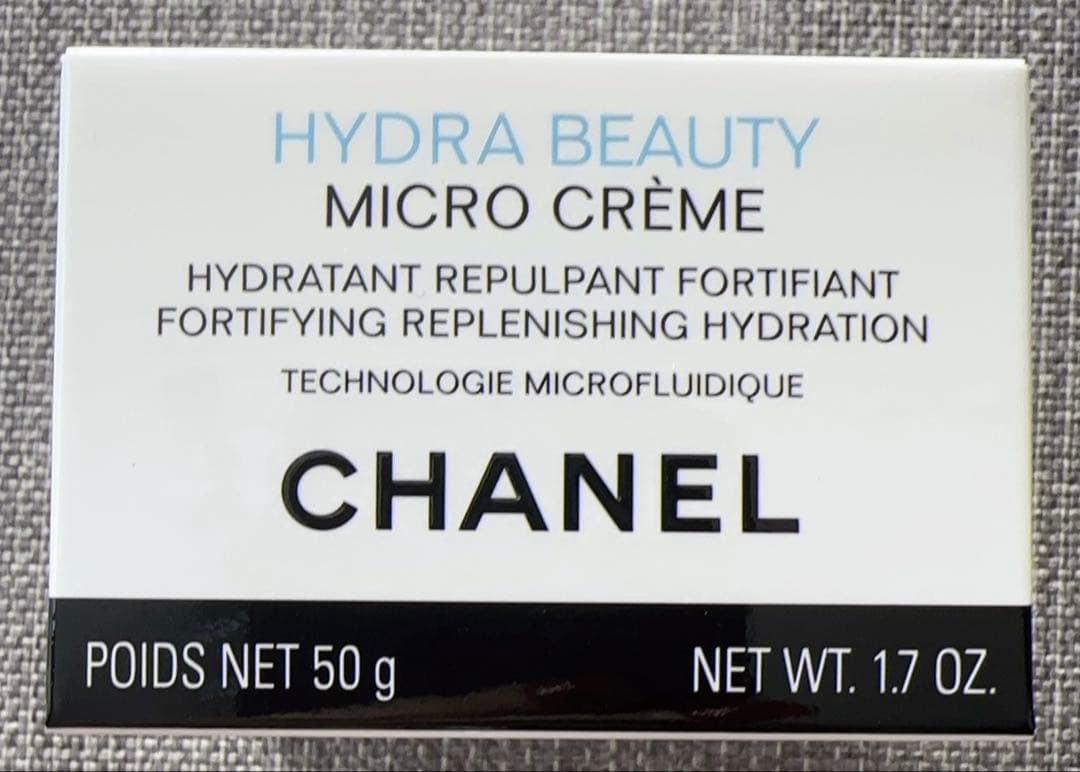 HYDRA BEAUTY
MICRO CRÈME
HYDRATANT REPULPANT FORTIFIANT
FORTIFYING REPLENISHING HYDRATION
TECHNOLOGIE MICROFLUIDIQUE
CHANEL
POIDS NET 50 g NET WT. 1.7 OZ.